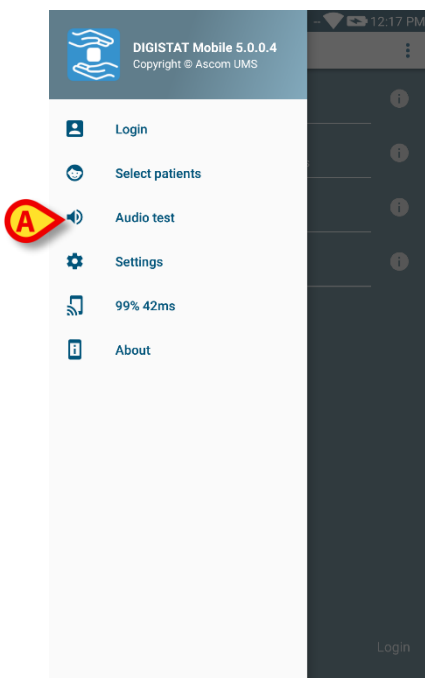 12:17 PM
DIGISTAT Mobile 5.0.0.4
Copyright © Ascom UMS
Login
Select patients
A
Audio test
Settings
99% 42ms
About
Login